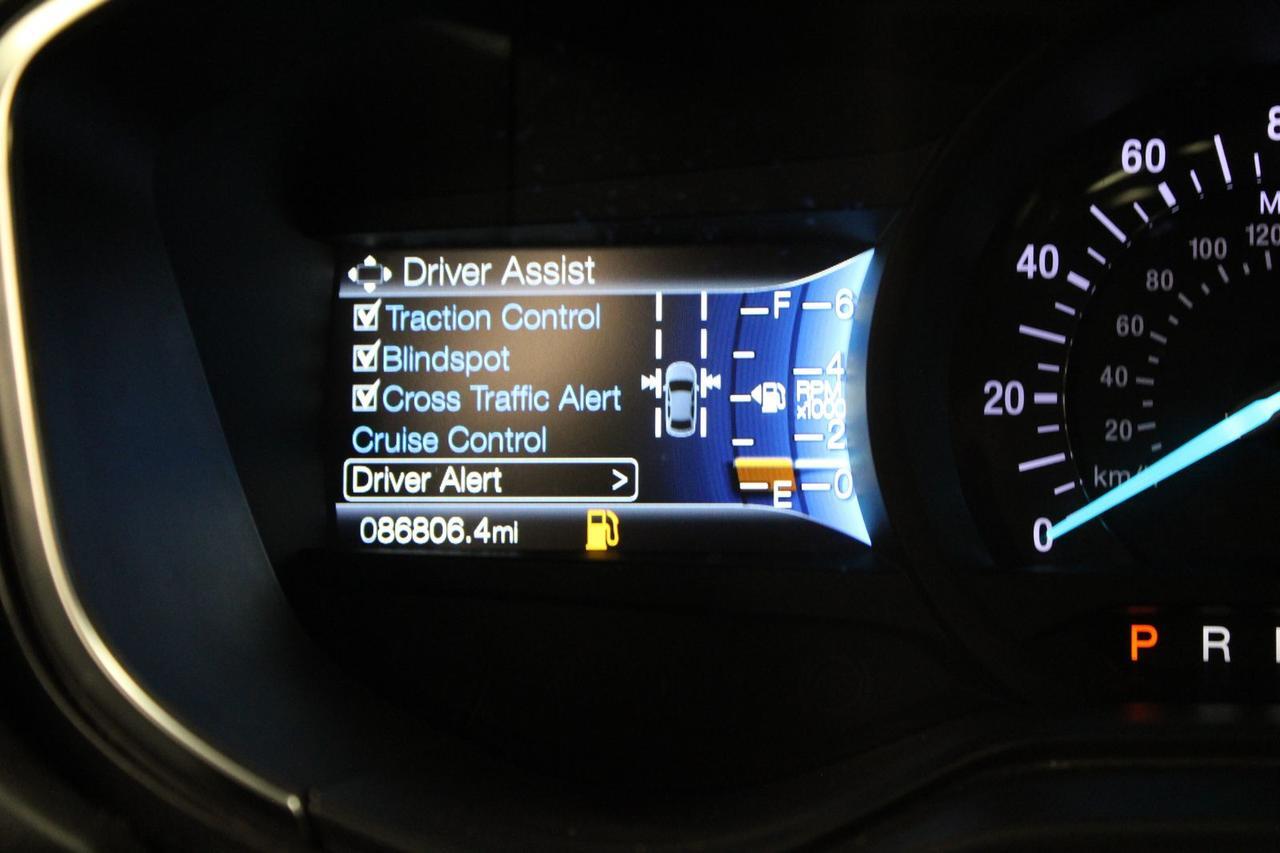 Driver Assist
Traction Control
Blindspot
Cross Traffic Alert
Cruise Control
Driver Alert >
086806.4mi
F
E
6
4
RPM
x1000
2
0
60
40
20
0
120
100
80
60
40
20
km/
P R